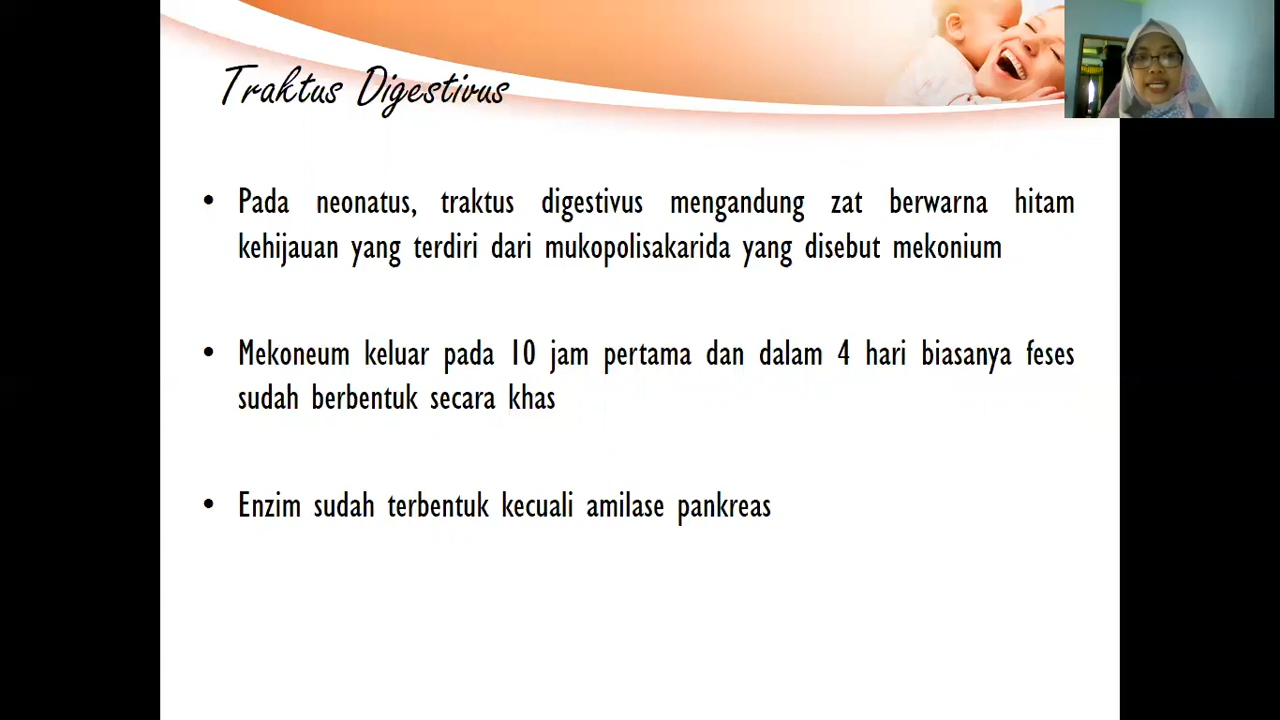 Traktus Digestivus
• Pada neonatus, traktus digestivus mengandung zat berwarna hitam
kehijauan yang terdiri dari mukopolisakarida yang disebut mekonium
• Mekoneum keluar pada 10 jam pertama dan dalam 4 hari biasanya feses
sudah berbentuk secara khas
• Enzim sudah terbentuk kecuali amilase pankreas